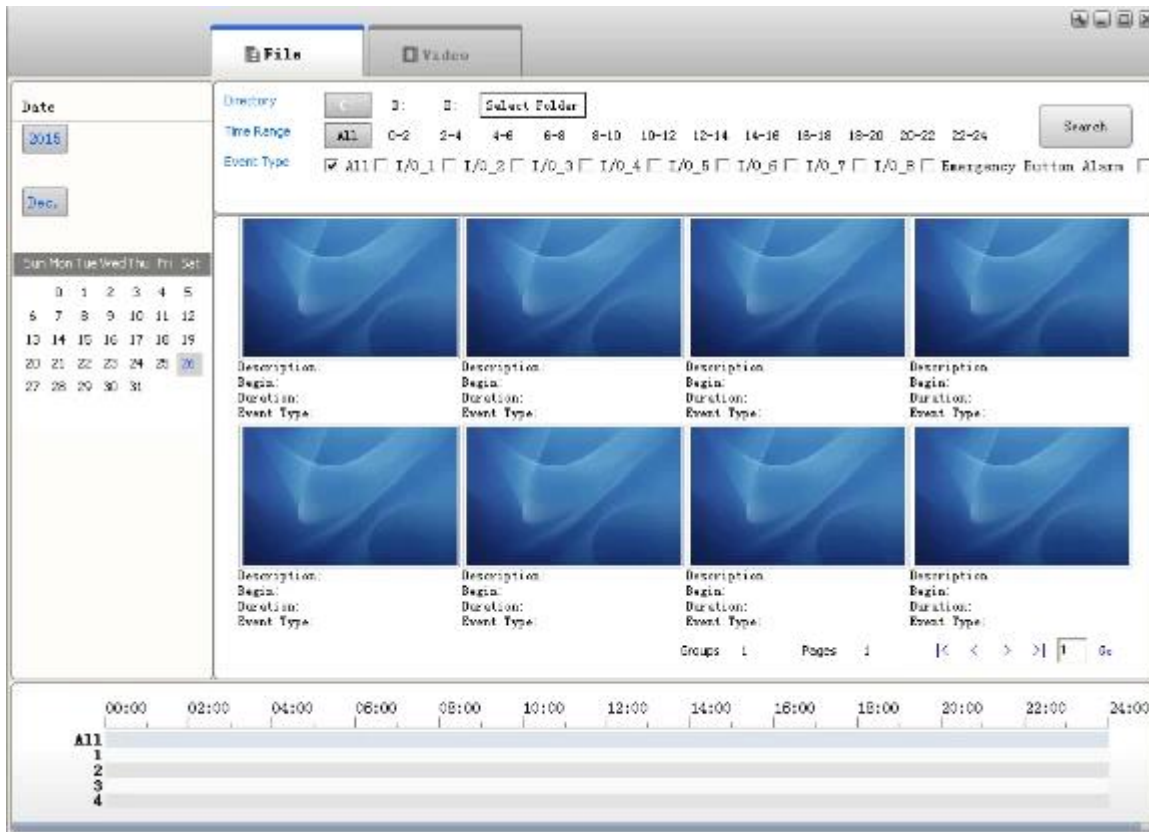 File
Video
Date
2015
Dec.
Sun Mon Tue Wed Thu Fri Sat
0 1 2 3 4 5
6 7 8 9 10 11 12
13 14 15 16 17 18 19
20 21 22 23 24 25 26
27 28 29 30 31
Directory C: D: E: Select Folder
Time Range All 0-2 2-4 4-6 6-8 8-10 10-12 12-14 14-16 16-18 18-20 20-22 22-24
Search
Event Type All I/O_1 I/O_2 I/O_3 I/O_4 I/O_5 I/O_6 I/O_7 I/O_8 Emergency Button Alarm
Description: Description: Description: Description:
Begin: Begin: Begin: Begin:
Duration: Duration: Duration: Duration:
Event Type: Event Type: Event Type: Event Type:
Description: Description: Description: Description:
Begin: Begin: Begin: Begin:
Duration: Duration: Duration: Duration:
Event Type: Event Type: Event Type: Event Type:
Groups 1 Pages 1 |< < > >| 1 Go
00:00 02:00 04:00 06:00 08:00 10:00 12:00 14:00 16:00 18:00 20:00 22:00 24:00
All
1
2
3
4